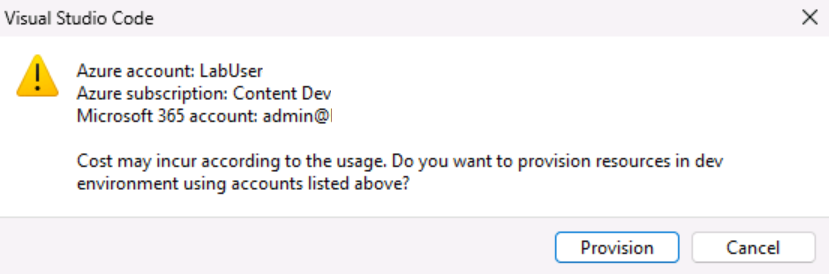 Visual Studio Code
Azure account: LabUser
Azure subscription: Content Dev
Microsoft 365 account: admin@
Cost may incur according to the usage. Do you want to provision resources in dev
environment using accounts listed above?
Provision
Cancel